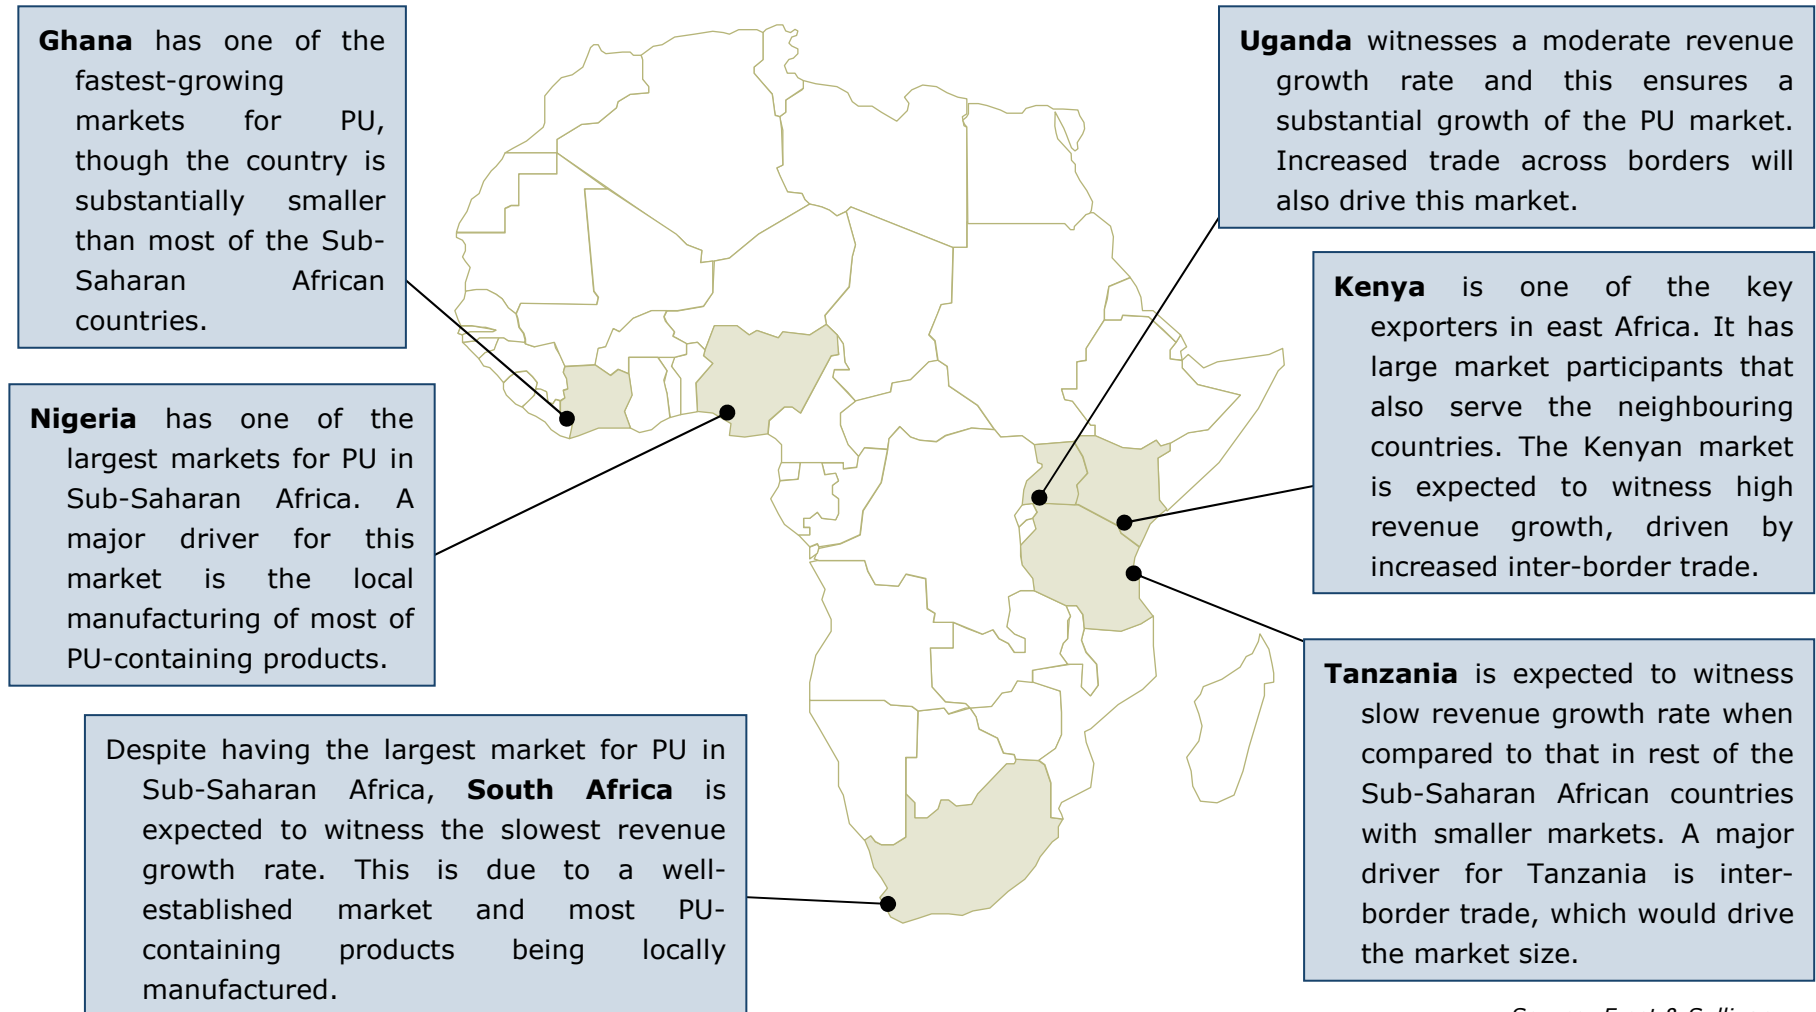 Ghana has one of the
fastest-growing
markets for PU,
though the country is
substantially smaller
than most of the Sub-
Saharan African
countries.
Nigeria has one of the
largest markets for PU in
Sub-Saharan Africa. A
major driver for this
market is the local
manufacturing of most of
PU-containing products.
Despite having the largest market for PU in
Sub-Saharan Africa, South Africa is
expected to witness the slowest revenue
growth rate. This is due to a well-
established market and most PU-
containing products being locally
manufactured.
Uganda witnesses a moderate revenue
growth rate and this ensures a
substantial growth of the PU market.
Increased trade across borders will
also drive this market.
Kenya is one of the key
exporters in east Africa. It has
large market participants that
also serve the neighbouring
countries. The Kenyan market
is expected to witness high
revenue growth, driven by
increased inter-border trade.
Tanzania is expected to witness
slow revenue growth rate when
compared to that in rest of the
Sub-Saharan African countries
with smaller markets. A major
driver for Tanzania is inter-
border trade, which would drive
the market size.